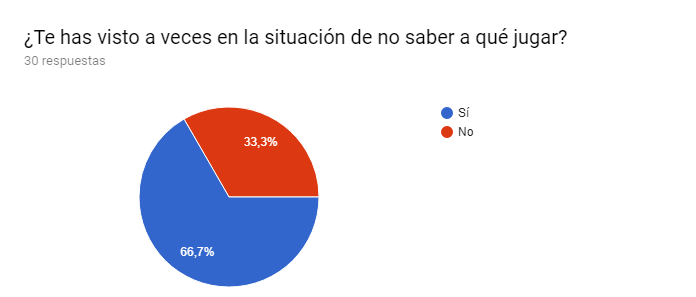 ¿Te has visto a veces en la situación de no saber a qué jugar?
30 respuestas
Sí
No
33,3%
66,7%